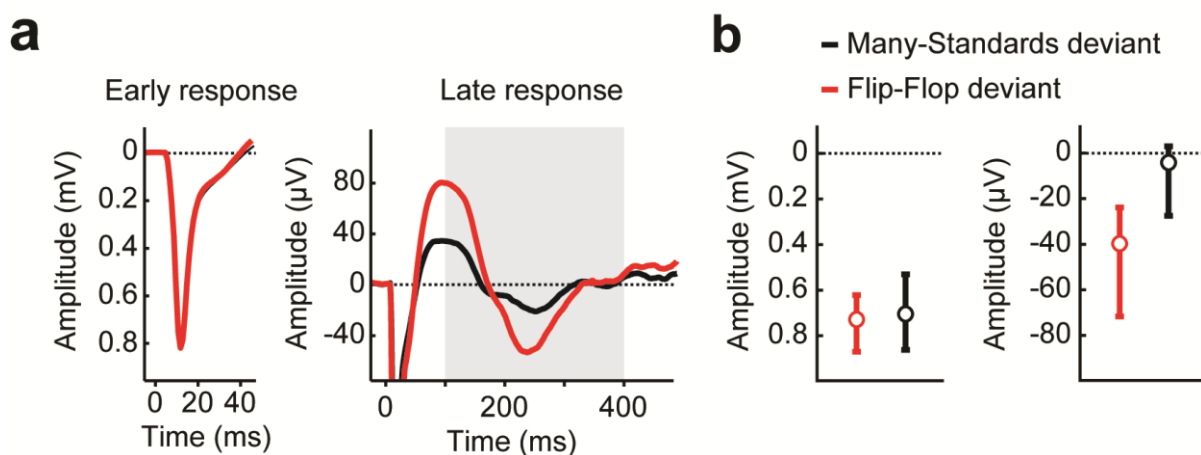 a
Early response
Amplitude (mV)
0
0.2
0.4
0.6
0.8
0 20 40
Time (ms)
Late response
Amplitude (µV)
80
40
0
-40
0 200 400
Time (ms)
b
Many-Standards deviant
Flip-Flop deviant
Amplitude (mV)
0
0.2
0.4
0.6
0.8
Amplitude (µV)
0
-20
-40
-60
-80